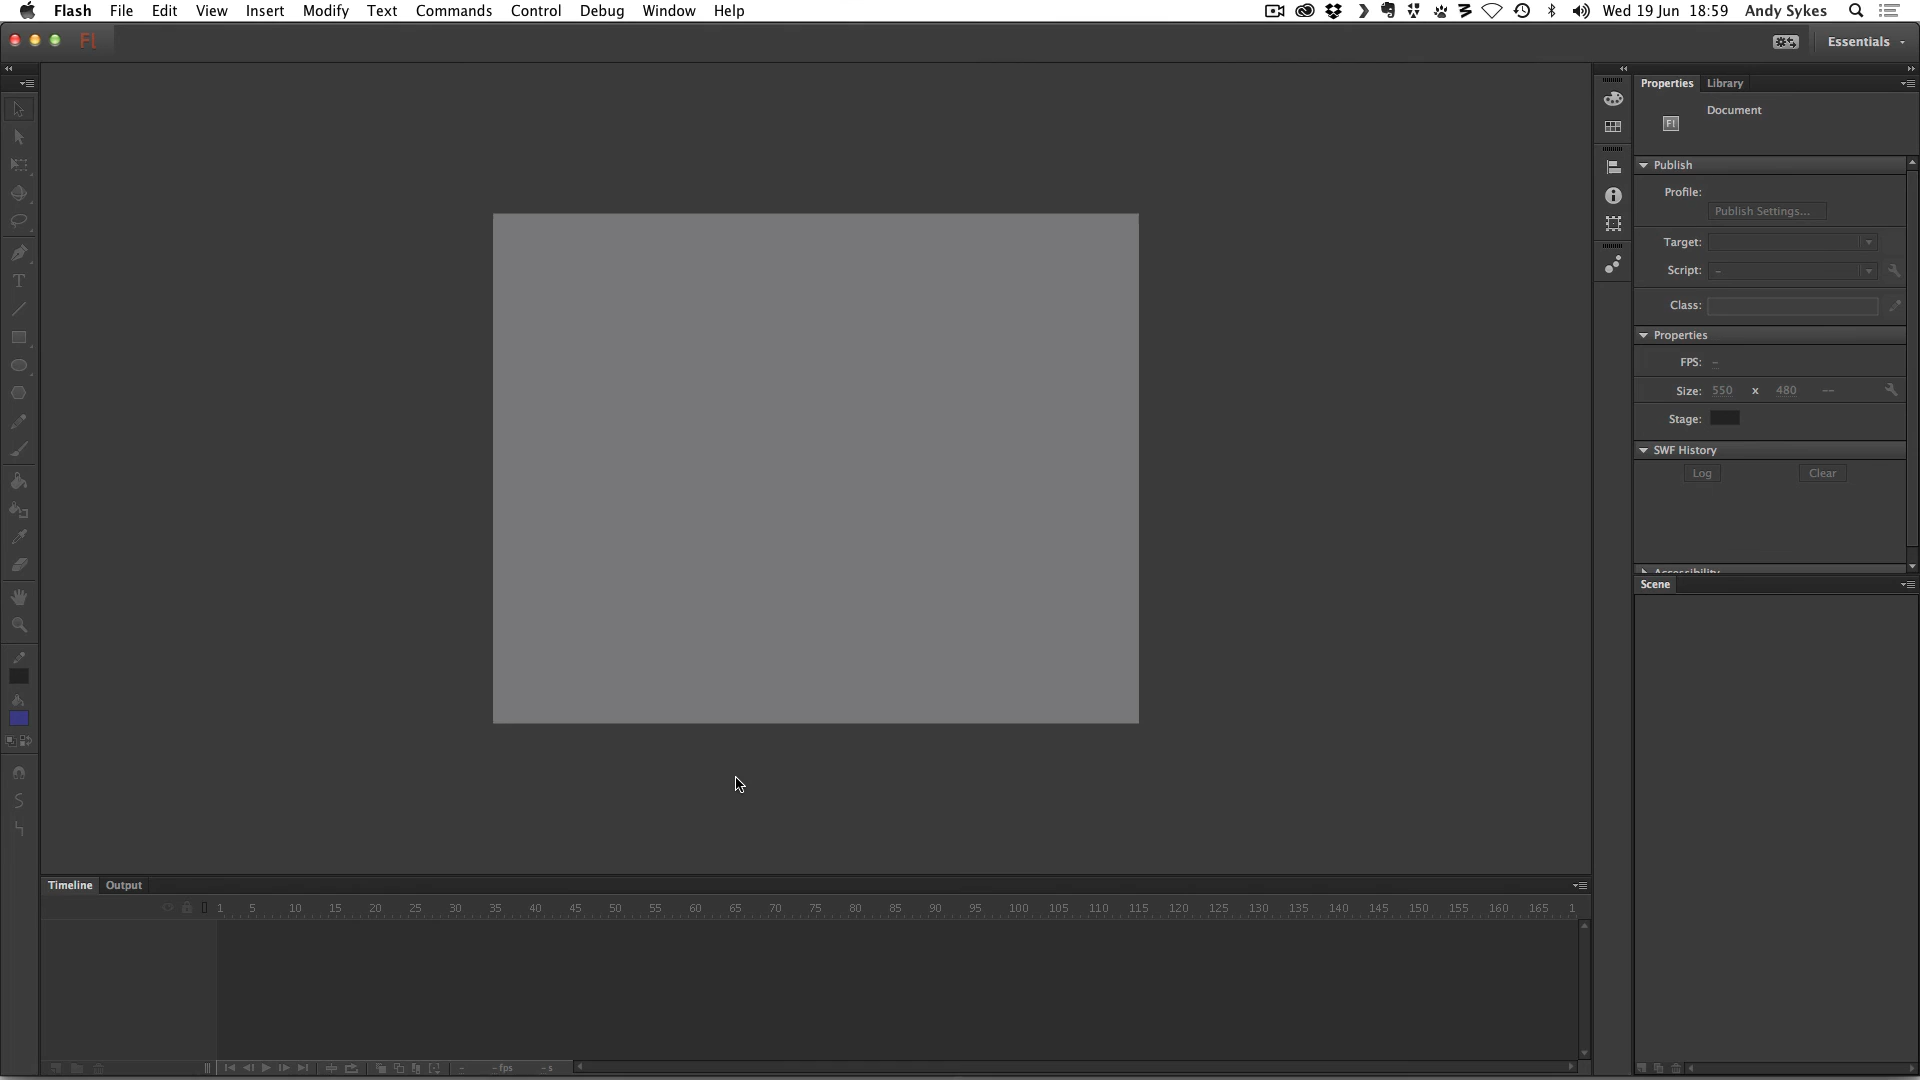 Flash File Edit View Insert Modify Text Commands Control Debug Window Help Wed 19 Jun 18:59 Andy Sykes
Fl Essentials
Properties Library
Document
Fl
Publish
Profile:
Publish Settings...
Target:
Script: –
Class:
Properties
FPS: –
Size: 550 x 480 --
Stage:
SWF History
Log Clear
Accessibility
Scene
T
Timeline Output
1 5 10 15 20 25 30 35 40 45 50 55 60 65 70 75 80 85 90 95 100 105 110 115 120 125 130 135 140 145 150 155 160 165 1
- --fps --s